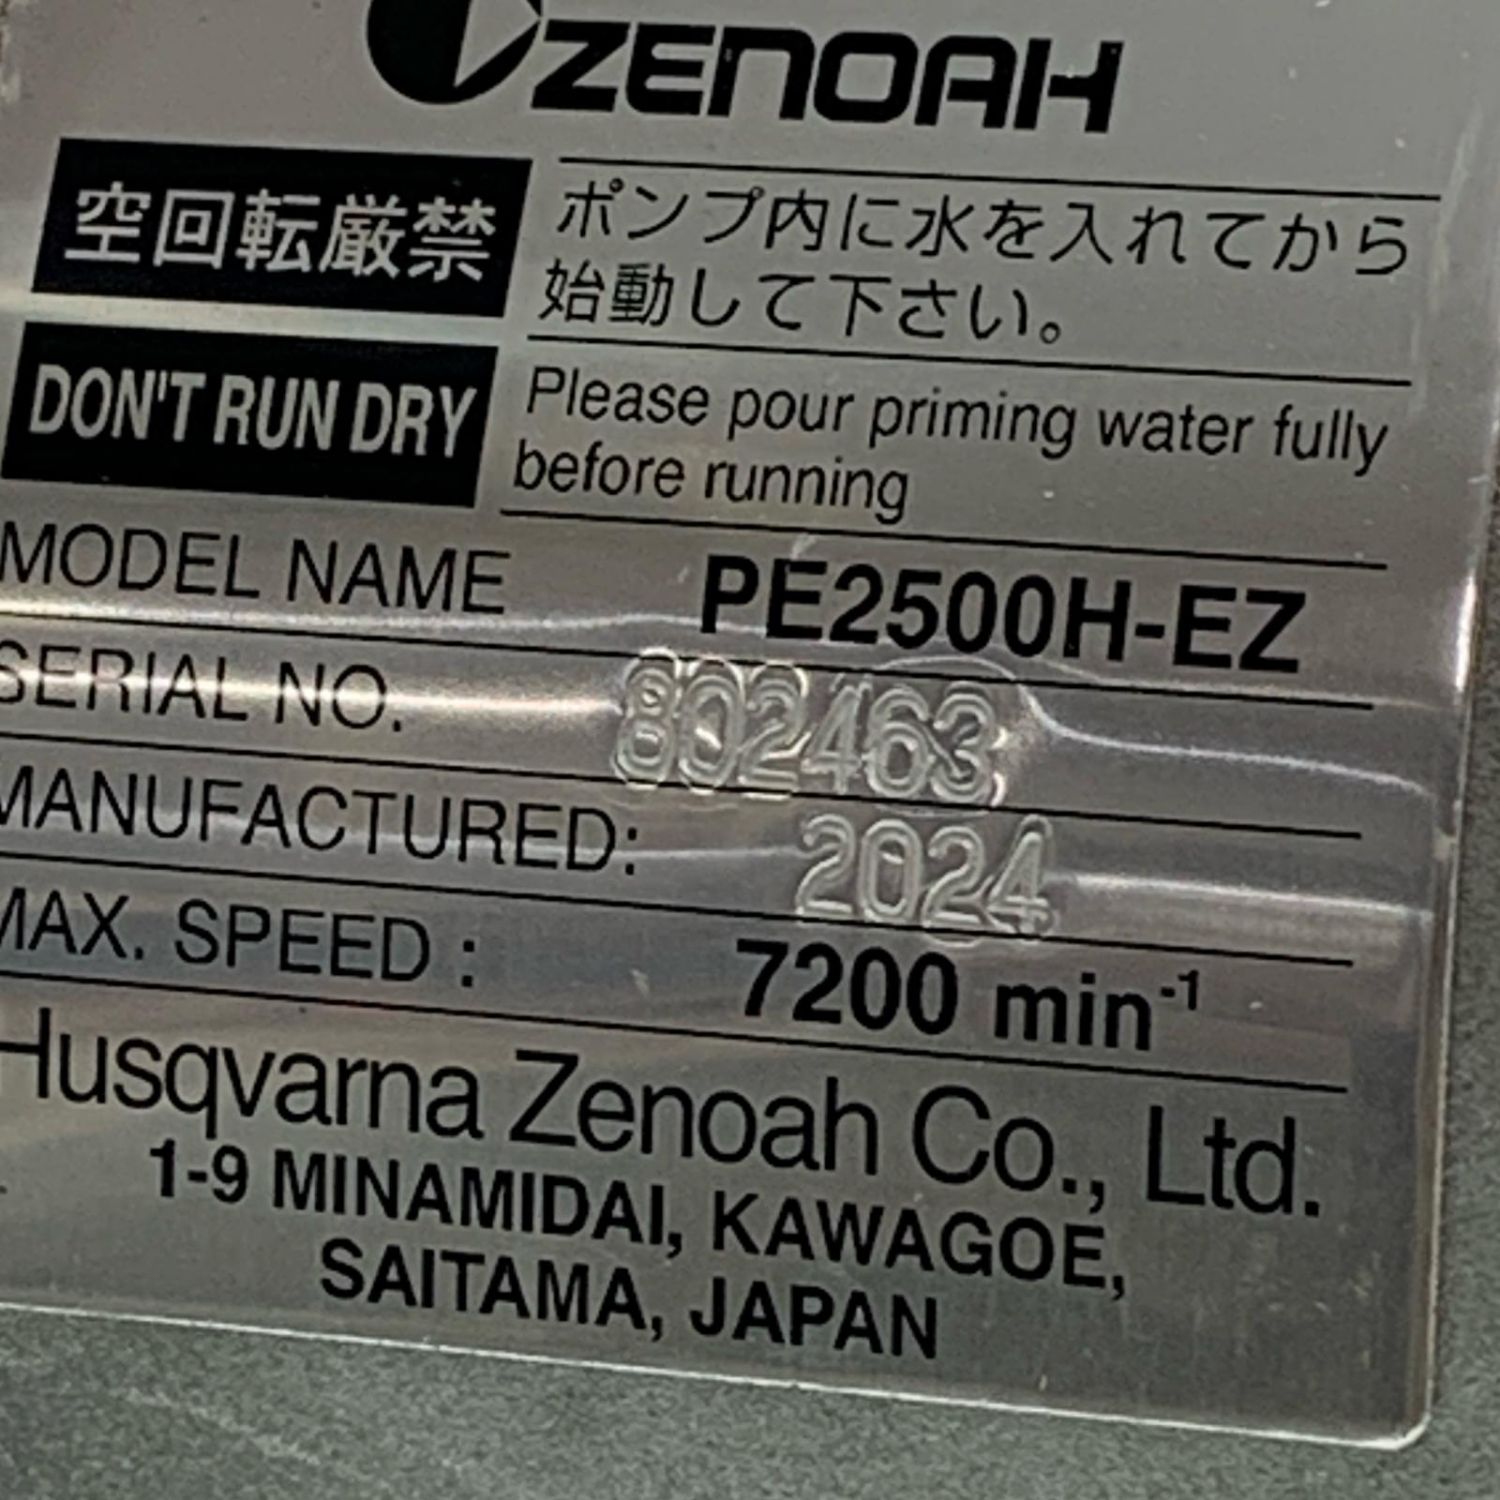 ZENOAH
空回転厳禁
ポンプ内に水を入れてから
始動して下さい。
DON'T RUN DRY
Please pour priming water fully
before running
MODEL NAME PE2500H-EZ
SERIAL NO. 802463
MANUFACTURED: 2024
MAX. SPEED : 7200 min⁻¹
Husqvarna Zenoah Co., Ltd.
1-9 MINAMIDAI, KAWAGOE,
SAITAMA, JAPAN